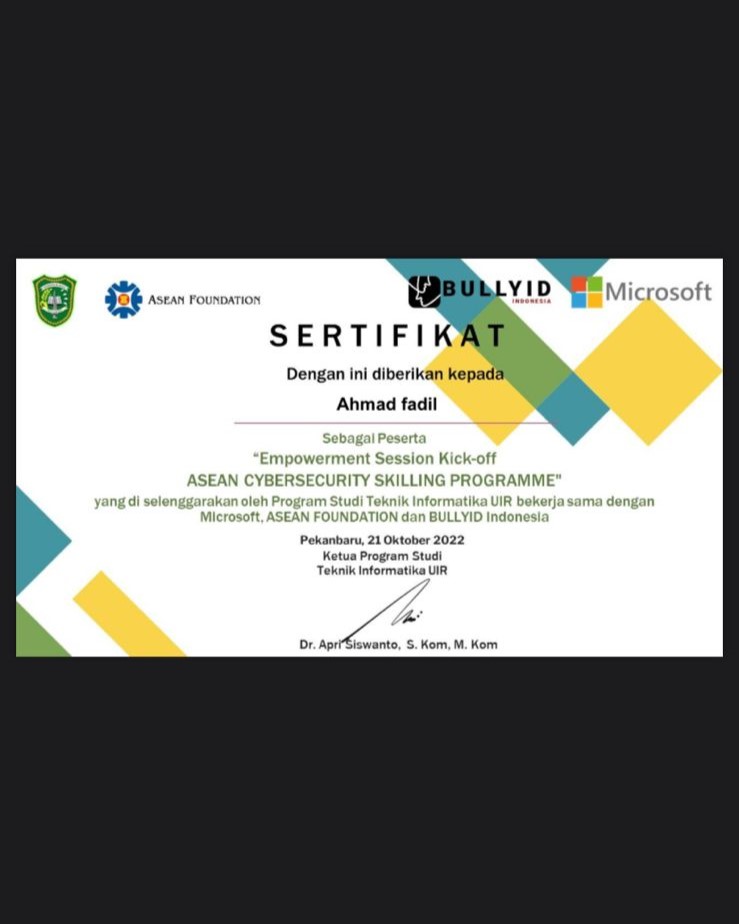 ASEAN FOUNDATION
BULLYID
INDONESIA
Microsoft
SERTIFIKAT
Dengan ini diberikan kepada
Ahmad fadil
Sebagai Peserta
"Empowerment Session Kick-off
ASEAN CYBERSECURITY SKILLING PROGRAMME"
yang di selenggarakan oleh Program Studi Teknik Informatika UIR bekerja sama dengan
Microsoft, ASEAN FOUNDATION dan BULLYID Indonesia
Pekanbaru, 21 Oktober 2022
Ketua Program Studi
Teknik Informatika UIR
Dr. Apri Siswanto, S. Kom, M. Kom